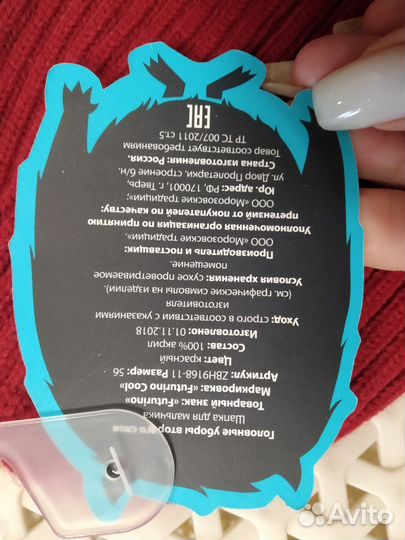 Головные уборы второго слоя
Шапка для мальчика
Товарный знак: «Futurino»
Маркировка: «Futurino Cool»
Артикул: ZBH9168-11 Размер: 56
Цвет: красный
Состав: 100% акрил
Изготовлено: 01.11.2018
Уход: строго в соответствии с указаниями
изготовителя
(см. графические символа на изделии).
Условия хранения: сухое проветриваемое
помещение.
Производитель и поставщик:
ООО «Морозовские традиции».
Уполномоченная организация по принятию
претензий от покупателей по качеству:
ООО «Морозовские традиции»,
Юр. адрес: РФ, 170001, г. Тверь,
ул. Двор Пролетарки, строение б/н.
Страна изготовления: Россия.
Товар соответствует требованиям
ТР ТС 007/2011 ст.5
EAC
Avito